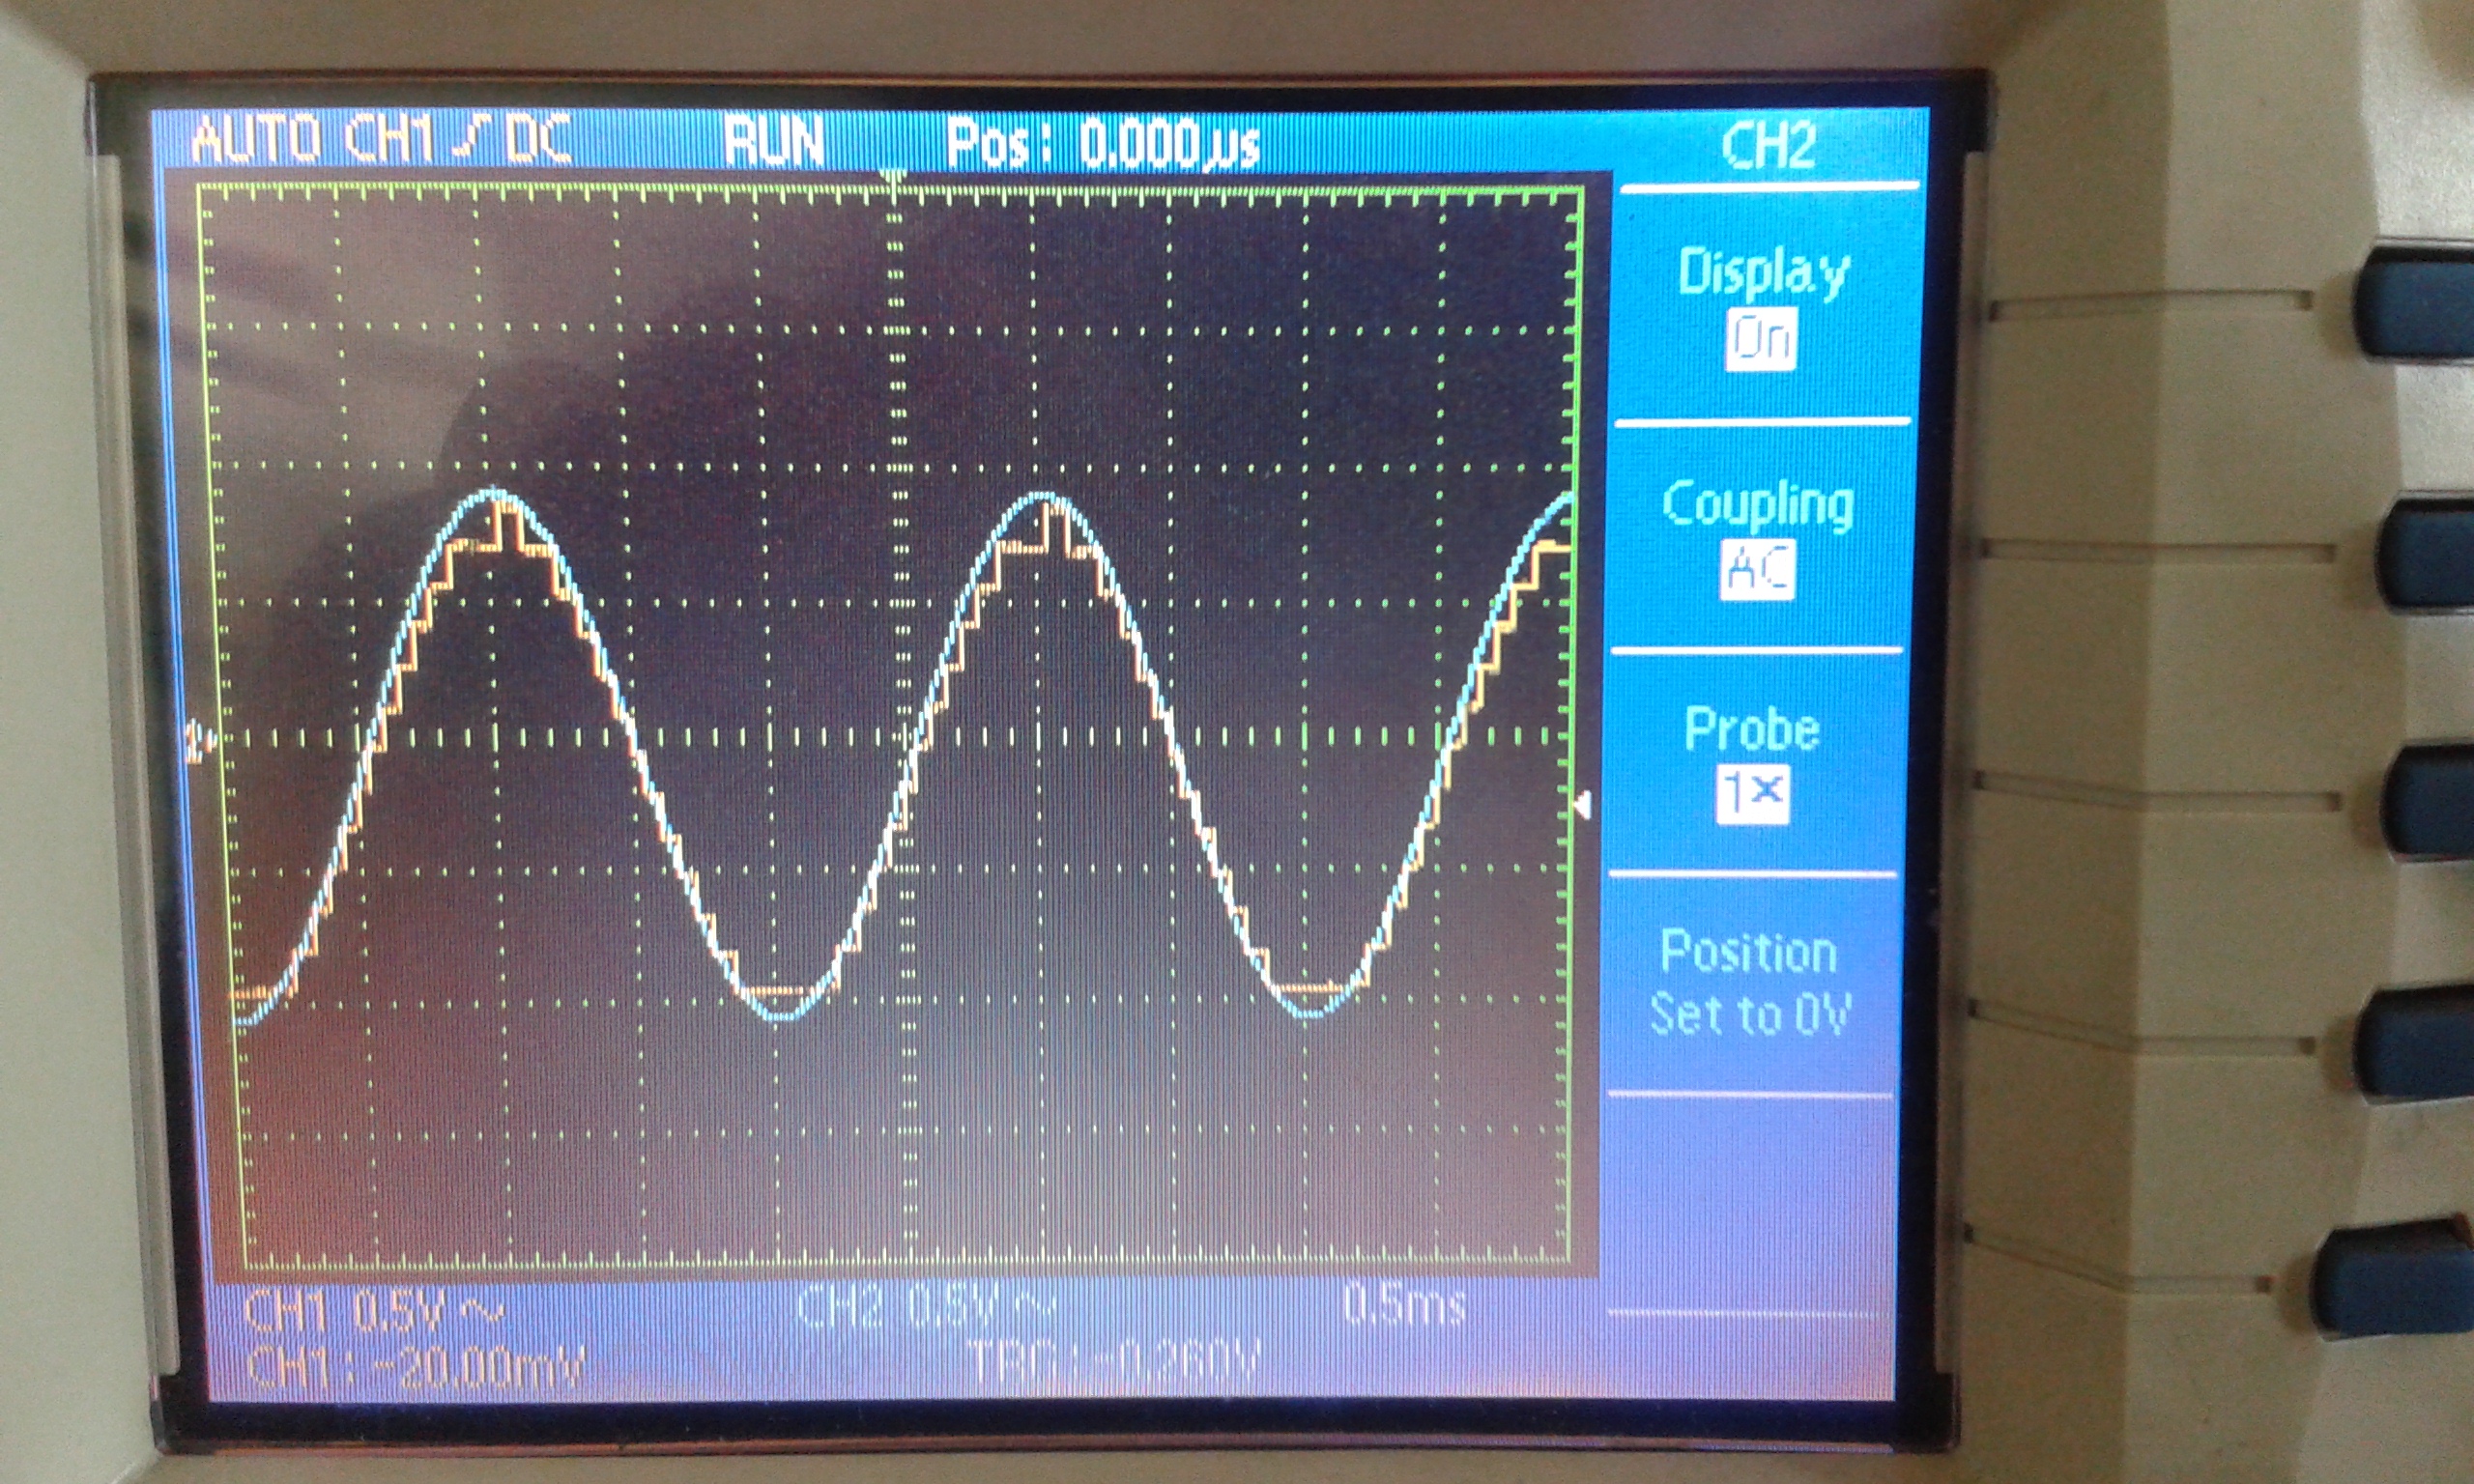 AUTO CH1 DC RUN Pos: 0.000µs CH2
Display
On
Coupling
AC
Probe
1×
Position
Set to 0V
CH1 0.5V ~ CH2 0.5V ~ 0.5ms
CH1: -20.00mV TRG: -0.260V